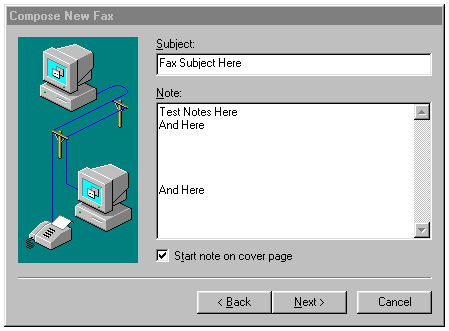 Compose New Fax
Subject:
Fax Subject Here
Note:
Test Notes Here
And Here
And Here
Start note on cover page
< Back
Next >
Cancel